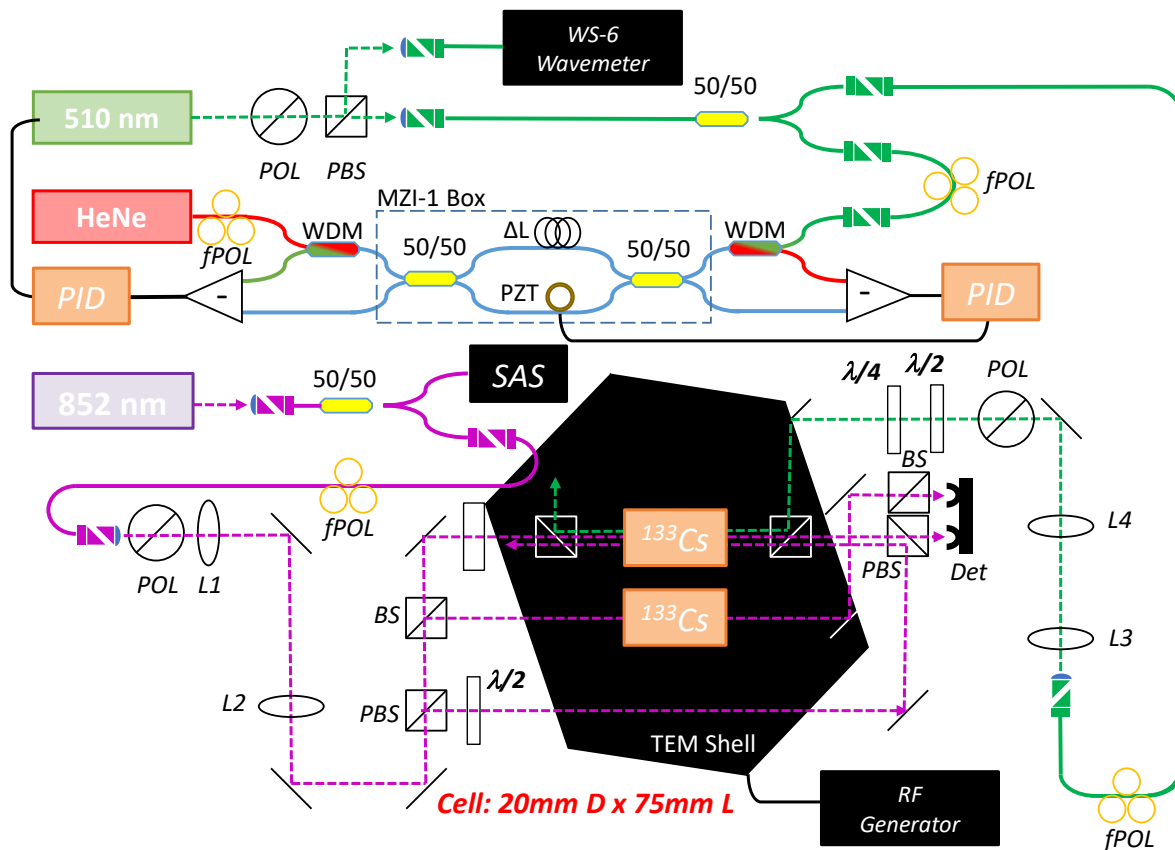 WS-6
Wavemeter
50/50
510 nm
POL
PBS
fPOL
HeNe
fPOL
WDM
MZI-1 Box
50/50
ΔL
50/50
WDM
PID
-
PZT
-
PID
852 nm
50/50
SAS
λ/4
λ/2
POL
BS
fPOL
POL
L1
133Cs
PBS
Det
L4
BS
133Cs
L3
L2
PBS
λ/2
TEM Shell
Cell: 20mm D x 75mm L
RF
Generator
fPOL